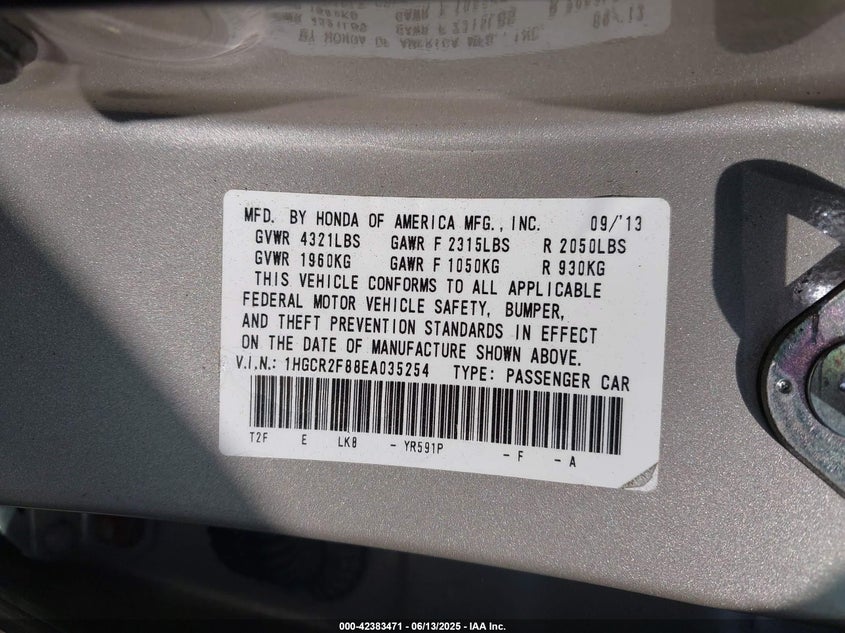 MFD. BY HONDA OF AMERICA MFG., INC. 09/'13
GVWR 4321LBS GAWR F 2315LBS R 2050LBS
GVWR 1960KG GAWR F 1050KG R 930KG
THIS VEHICLE CONFORMS TO ALL APPLICABLE
FEDERAL MOTOR VEHICLE SAFETY, BUMPER,
AND THEFT PREVENTION STANDARDS IN EFFECT
ON THE DATE OF MANUFACTURE SHOWN ABOVE.
V.I.N.: 1HGCR2F88EA035254 TYPE: PASSENGER CAR
T2F E LK8 - YR591P - F - A
000-42383471 | 06/13/2025 - IAA Inc.